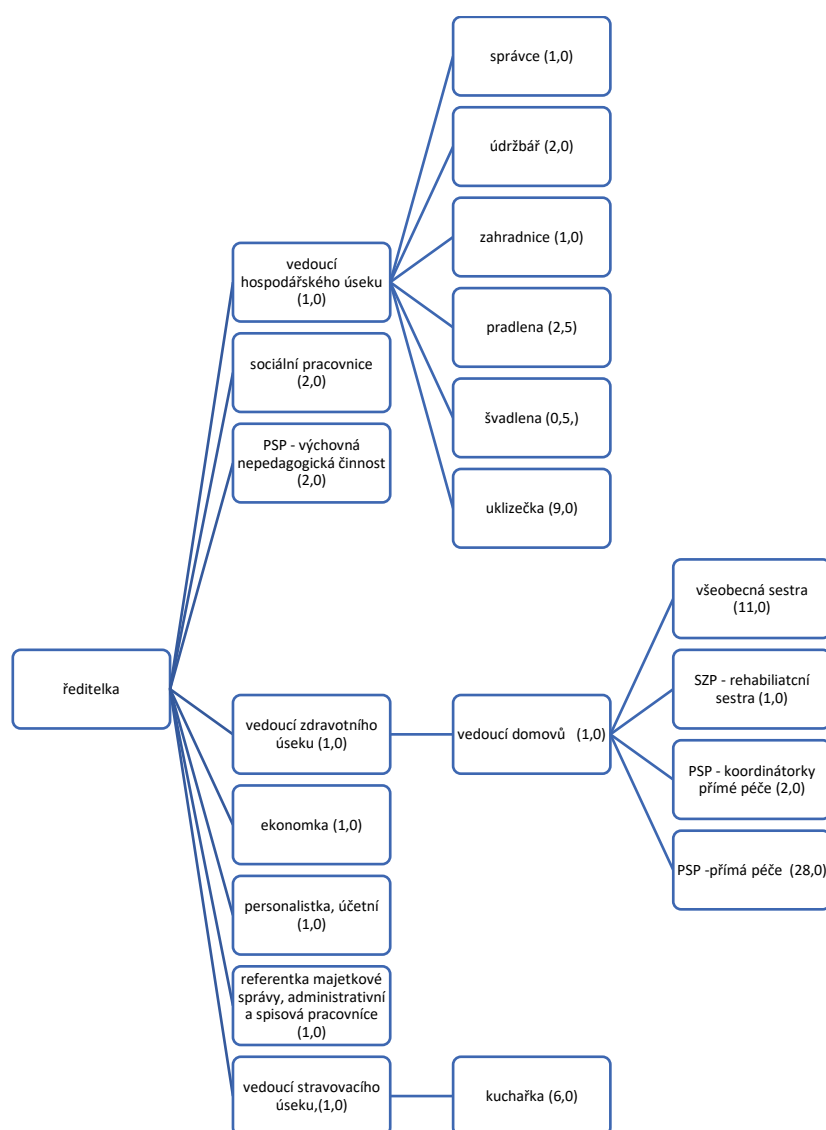 správce (1,0)
údržbář (2,0)
zahradnice (1,0)
vedoucí
hospodářského úseku
(1,0)
pradlena (2,5)
sociální pracovnice
(2,0)
švadlena (0,5,)
PSP - výchovná
nepedagogická činnost
(2,0)
uklizečka (9,0)
všeobecná sestra
(11,0)
ředitelka
SZP - rehabiliatcní
sestra (1,0)
vedoucí zdravotního
úseku (1,0)
vedoucí domovů (1,0)
PSP - koordinátorky
přímé péče (2,0)
ekonomka (1,0)
PSP -přímá péče (28,0)
personalistka, účetní
(1,0)
referentka majetkové
správy, administrativní
a spisová pracovníce
(1,0)
vedoucí stravovacího
úseku,(1,0)
kuchařka (6,0)